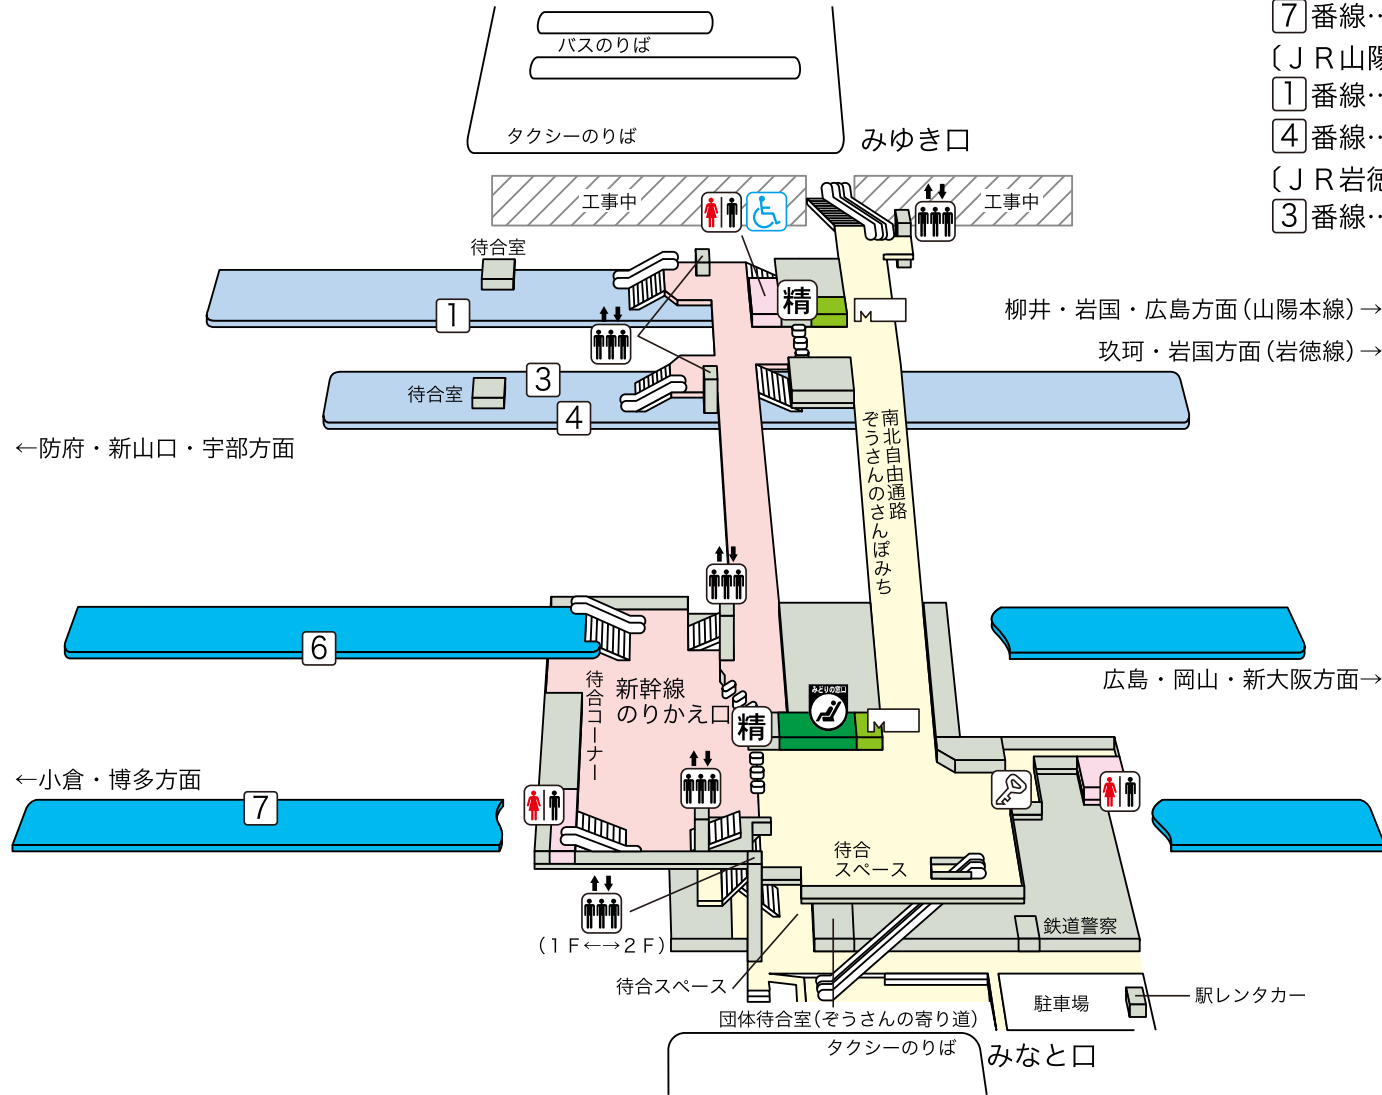 7 番線‥
バスのりば
〔ＪＲ山陽
1 番線‥
タクシーのりば
みゆき口
4 番線‥
〔ＪＲ岩徳
3 番線‥
工事中
工事中
待合室
精
1
柳井・岩国・広島方面（山陽本線）→
玖珂・岩国方面（岩徳線）→
3
待合室
4
←防府・新山口・宇部方面
南北自由通路
ぞうさんのさんぽみち
6
広島・岡山・新大阪方面→
待合コーナー
新幹線
のりかえ口
みどりの窓口
精
←小倉・博多方面
7
待合
スペース
鉄道警察
（１Ｆ←→２Ｆ）
待合スペース
駐車場
駅レンタカー
団体待合室（ぞうさんの寄り道）
タクシーのりば
みなと口